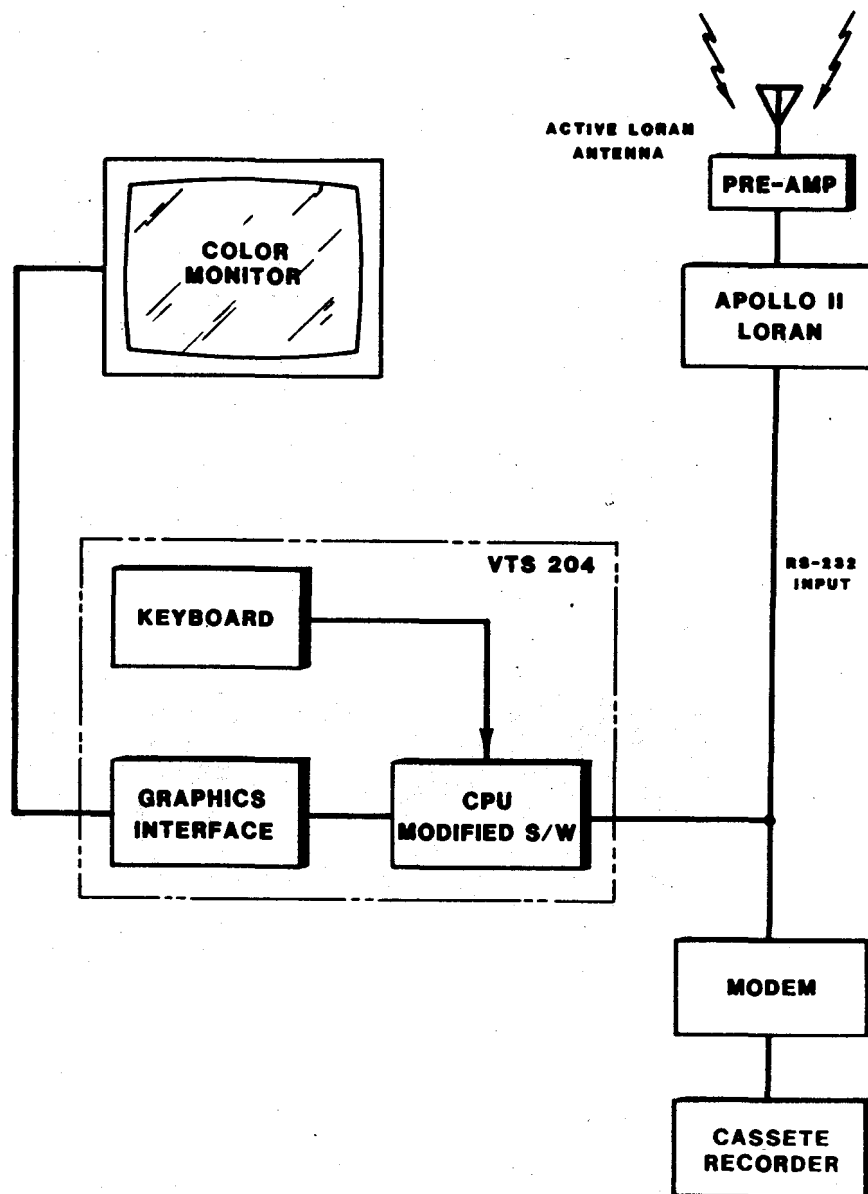 ACTIVE LORAN
ANTENNA
PRE-AMP
COLOR
MONITOR
APOLLO II
LORAN
VTS 204
RS-232
INPUT
KEYBOARD
GRAPHICS
INTERFACE
CPU
MODIFIED S/W
MODEM
CASSETE
RECORDER